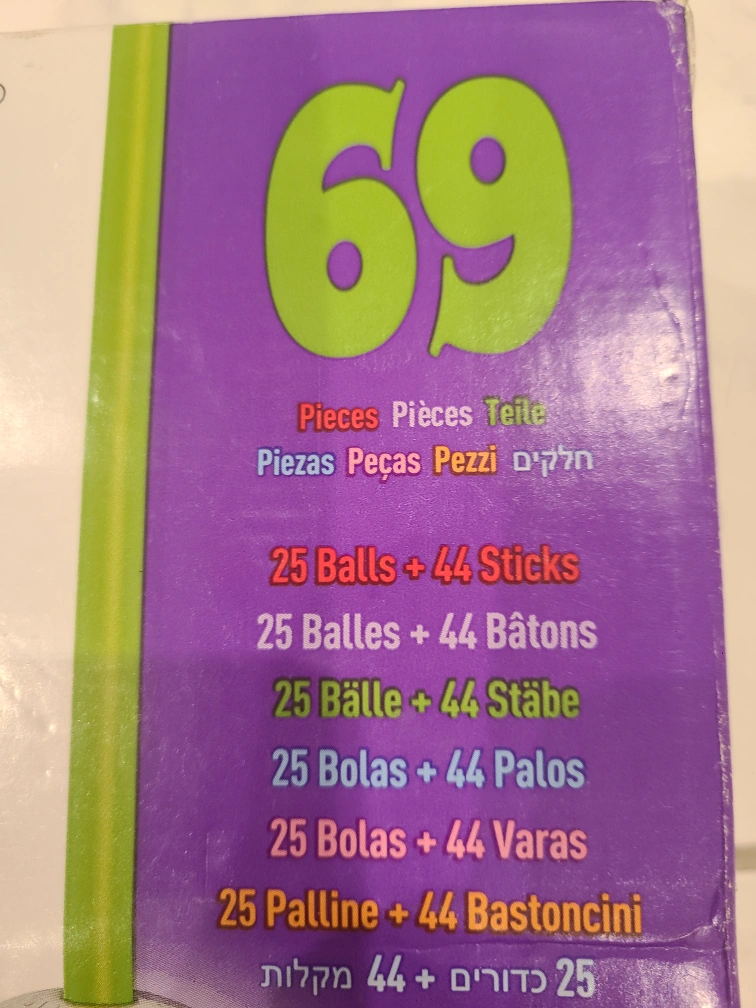 69
Pieces Pièces Teile
Piezas Peças Pezzi חלקים
25 Balls + 44 Sticks
25 Balles + 44 Bâtons
25 Bälle + 44 Stäbe
25 Bolas + 44 Palos
25 Bolas + 44 Varas
25 Palline + 44 Bastoncini
25 כדורים + 44 מקלות